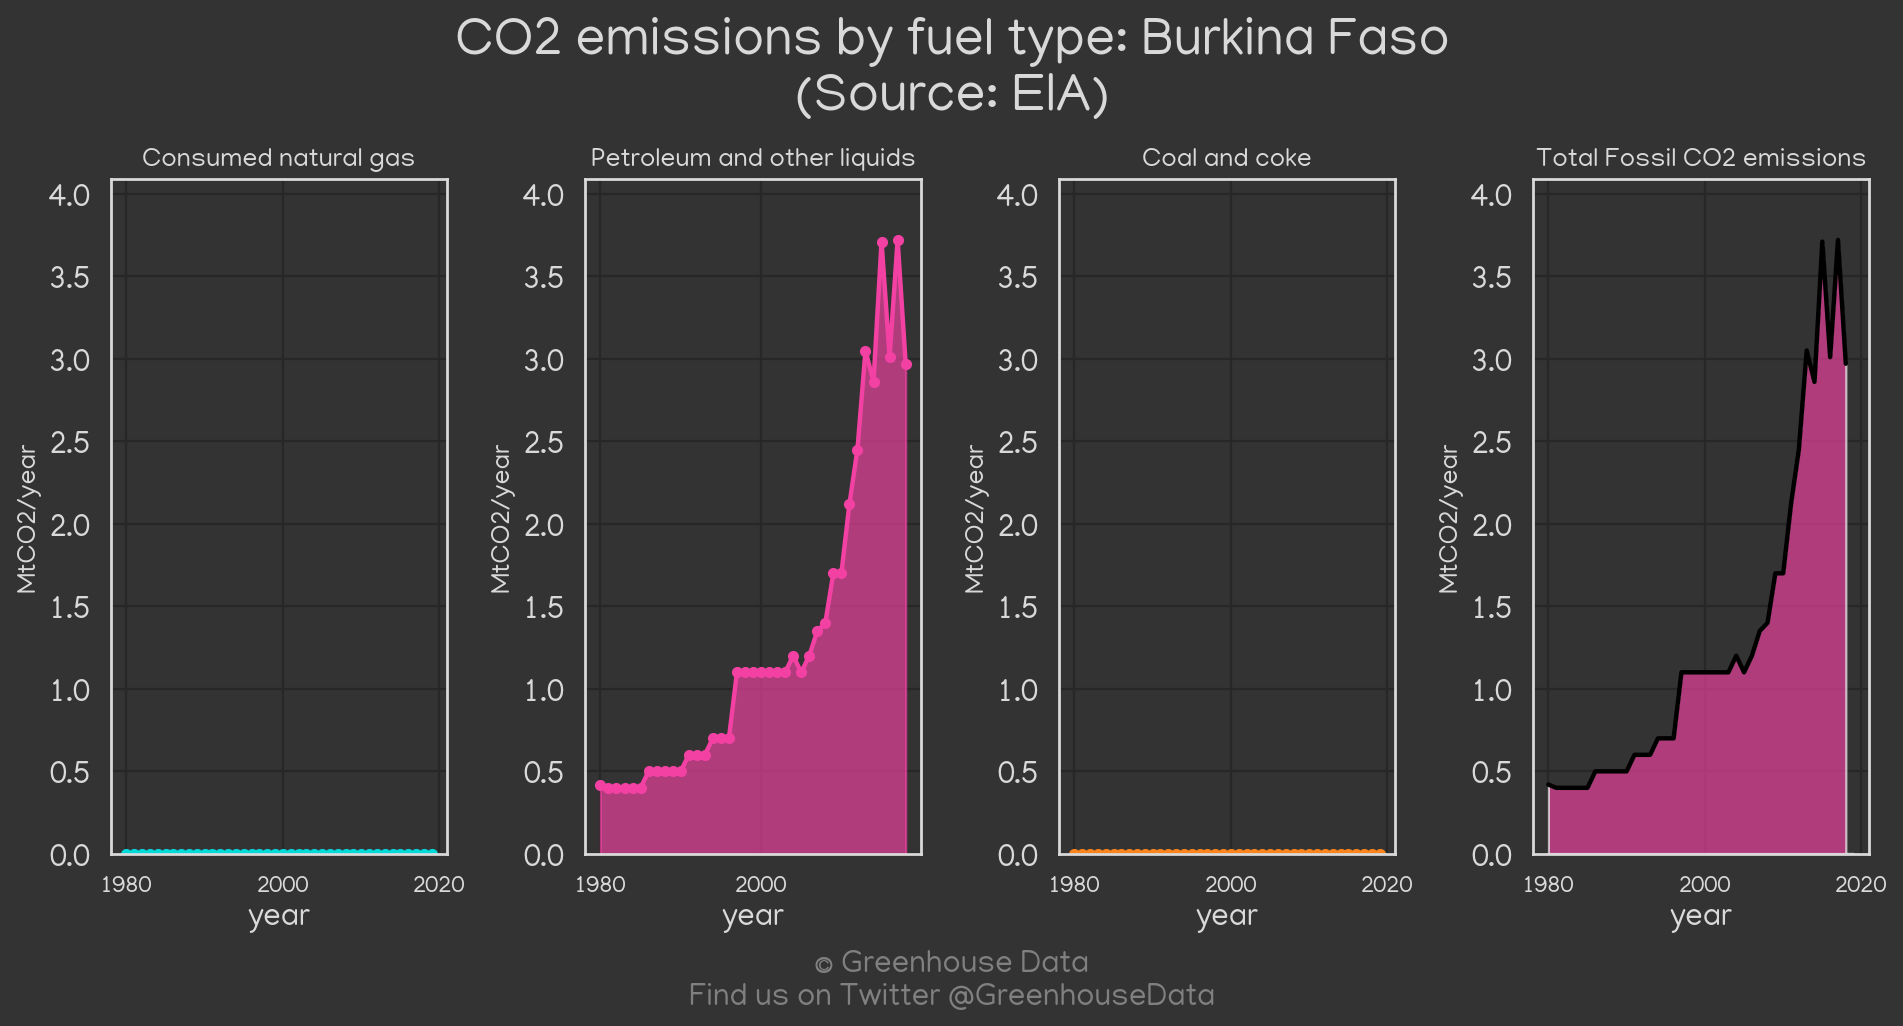 CO2 emissions by fuel type: Burkina Faso
(Source: EIA)
Consumed natural gas
4.0
3.5
3.0
2.5
2.0
1.5
1.0
0.5
0.0
MtCO2/year
1980
2000
2020
year
Petroleum and other liquids
4.0
3.5
3.0
2.5
2.0
1.5
1.0
0.5
0.0
MtCO2/year
1980
2000
year
Coal and coke
4.0
3.5
3.0
2.5
2.0
1.5
1.0
0.5
0.0
MtCO2/year
1980
2000
2020
year
Total Fossil CO2 emissions
4.0
3.5
3.0
2.5
2.0
1.5
1.0
0.5
0.0
MtCO2/year
1980
2000
2020
year
© Greenhouse Data
Find us on Twitter @GreenhouseData